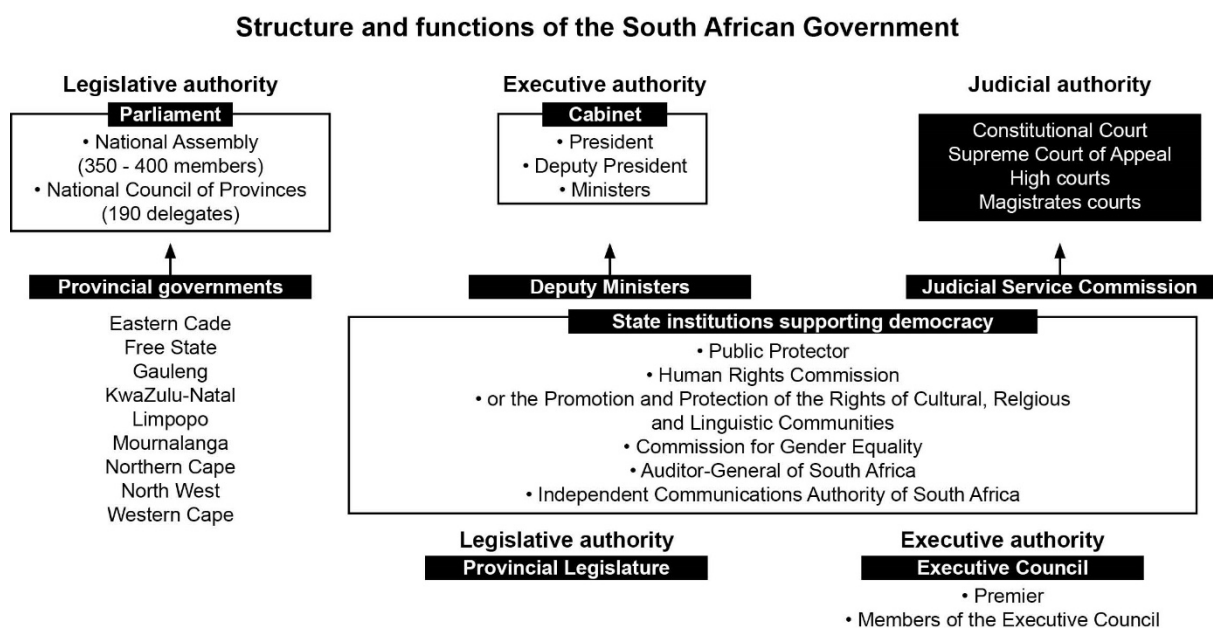 Structure and functions of the South African Government
Legislative authority
Parliament
• National Assembly
(350 - 400 members)
• National Council of Provinces
(190 delegates)
Executive authority
Cabinet
• President
• Deputy President
• Ministers
Judicial authority
Constitutional Court
Supreme Court of Appeal
High courts
Magistrates courts
Provincial governments
Eastern Cade
Free State
Gauleng
KwaZulu-Natal
Limpopo
Mournalanga
Northern Cape
North West
Western Cape
Deputy Ministers
Judicial Service Commission
State institutions supporting democracy
• Public Protector
• Human Rights Commission
• or the Promotion and Protection of the Rights of Cultural, Relgious
and Linguistic Communities
• Commission for Gender Equality
• Auditor-General of South Africa
• Independent Communications Authority of South Africa
Legislative authority
Provincial Legislature
Executive authority
Executive Council
• Premier
• Members of the Executive Council